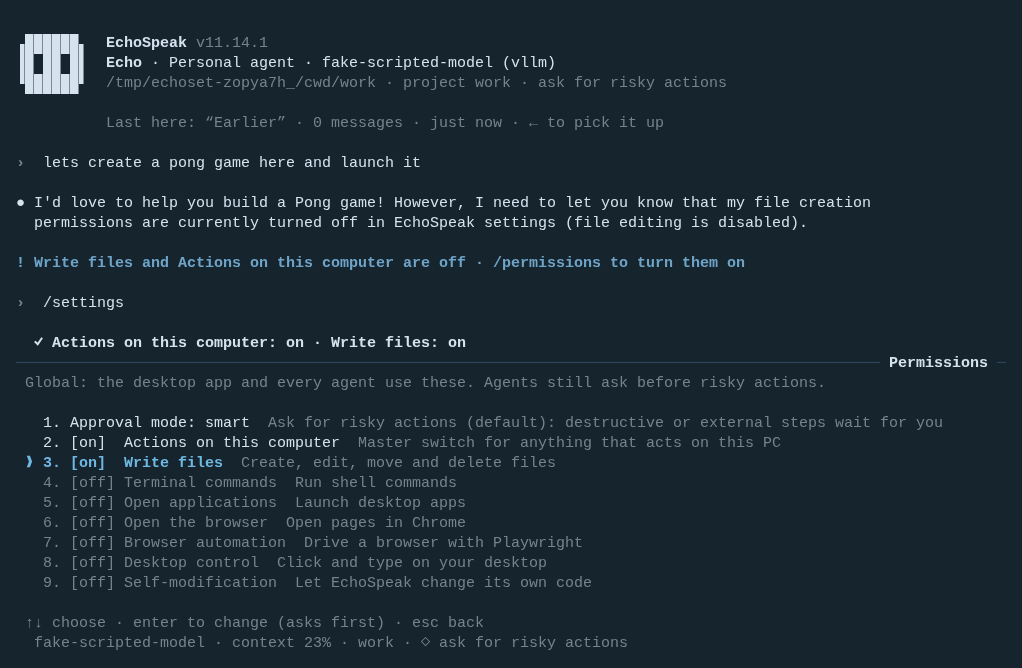 EchoSpeak v11.14.1
Echo · Personal agent · fake-scripted-model (vllm)
/tmp/echoset-zopya7h_/cwd/work · project work · ask for risky actions
Last here: “Earlier” · 0 messages · just now · ← to pick it up
› lets create a pong game here and launch it
● I'd love to help you build a Pong game! However, I need to let you know that my file creation
permissions are currently turned off in EchoSpeak settings (file editing is disabled).
! Write files and Actions on this computer are off · /permissions to turn them on
› /settings
✓ Actions on this computer: on · Write files: on
Permissions
Global: the desktop app and every agent use these. Agents still ask before risky actions.
1. Approval mode: smart  Ask for risky actions (default): destructive or external steps wait for you
2. [on]  Actions on this computer  Master switch for anything that acts on this PC
❫ 3. [on]  Write files  Create, edit, move and delete files
4. [off] Terminal commands  Run shell commands
5. [off] Open applications  Launch desktop apps
6. [off] Open the browser  Open pages in Chrome
7. [off] Browser automation  Drive a browser with Playwright
8. [off] Desktop control  Click and type on your desktop
9. [off] Self-modification  Let EchoSpeak change its own code
↑↓ choose · enter to change (asks first) · esc back
fake-scripted-model · context 23% · work · ◇ ask for risky actions